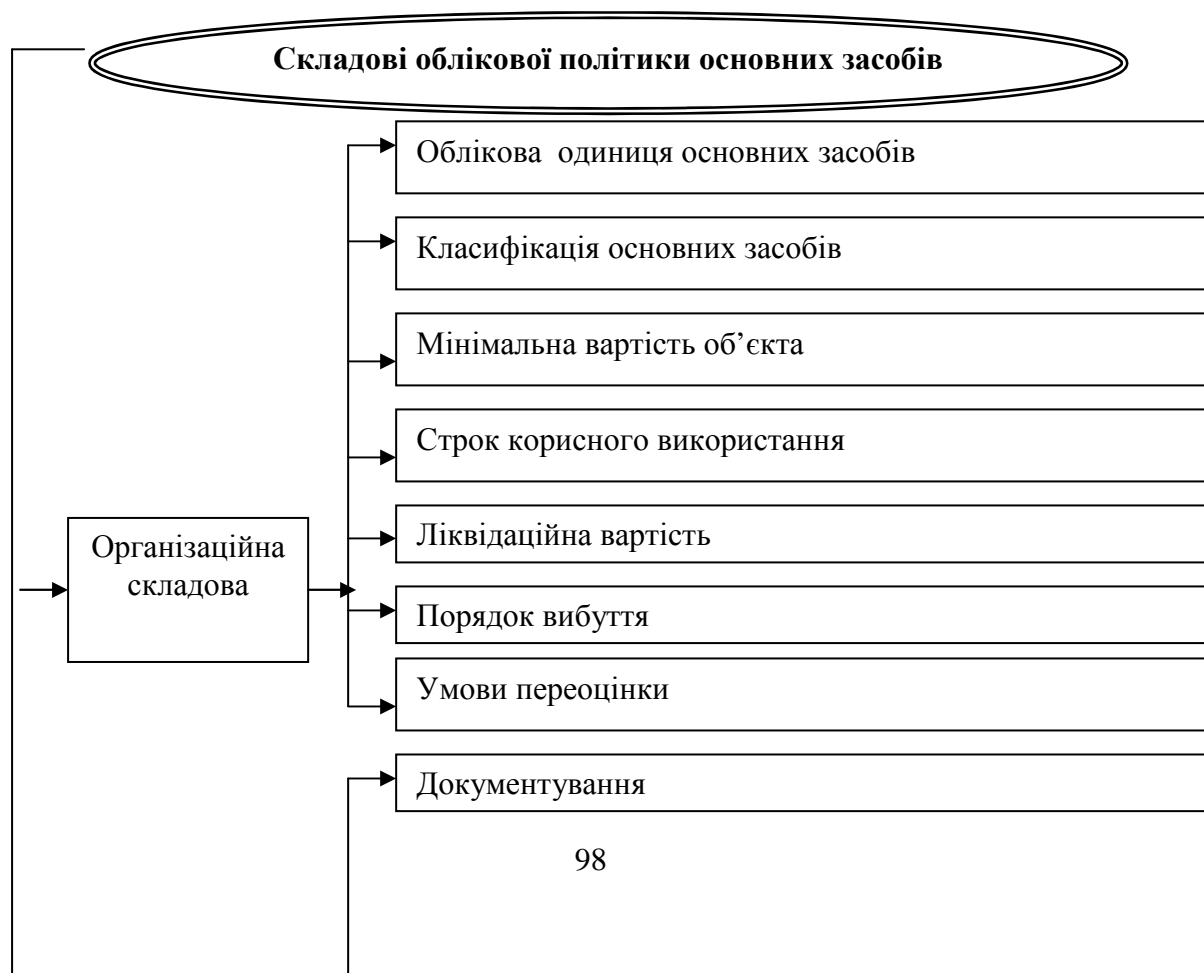 Складові облікової політики основних засобів
Облікова одиниця основних засобів
Класифікація основних засобів
Мінімальна вартість об’єкта
Строк корисного використання
Ліквідаційна вартість
Організаційна
складова
Порядок вибуття
Умови переоцінки
Документування
98